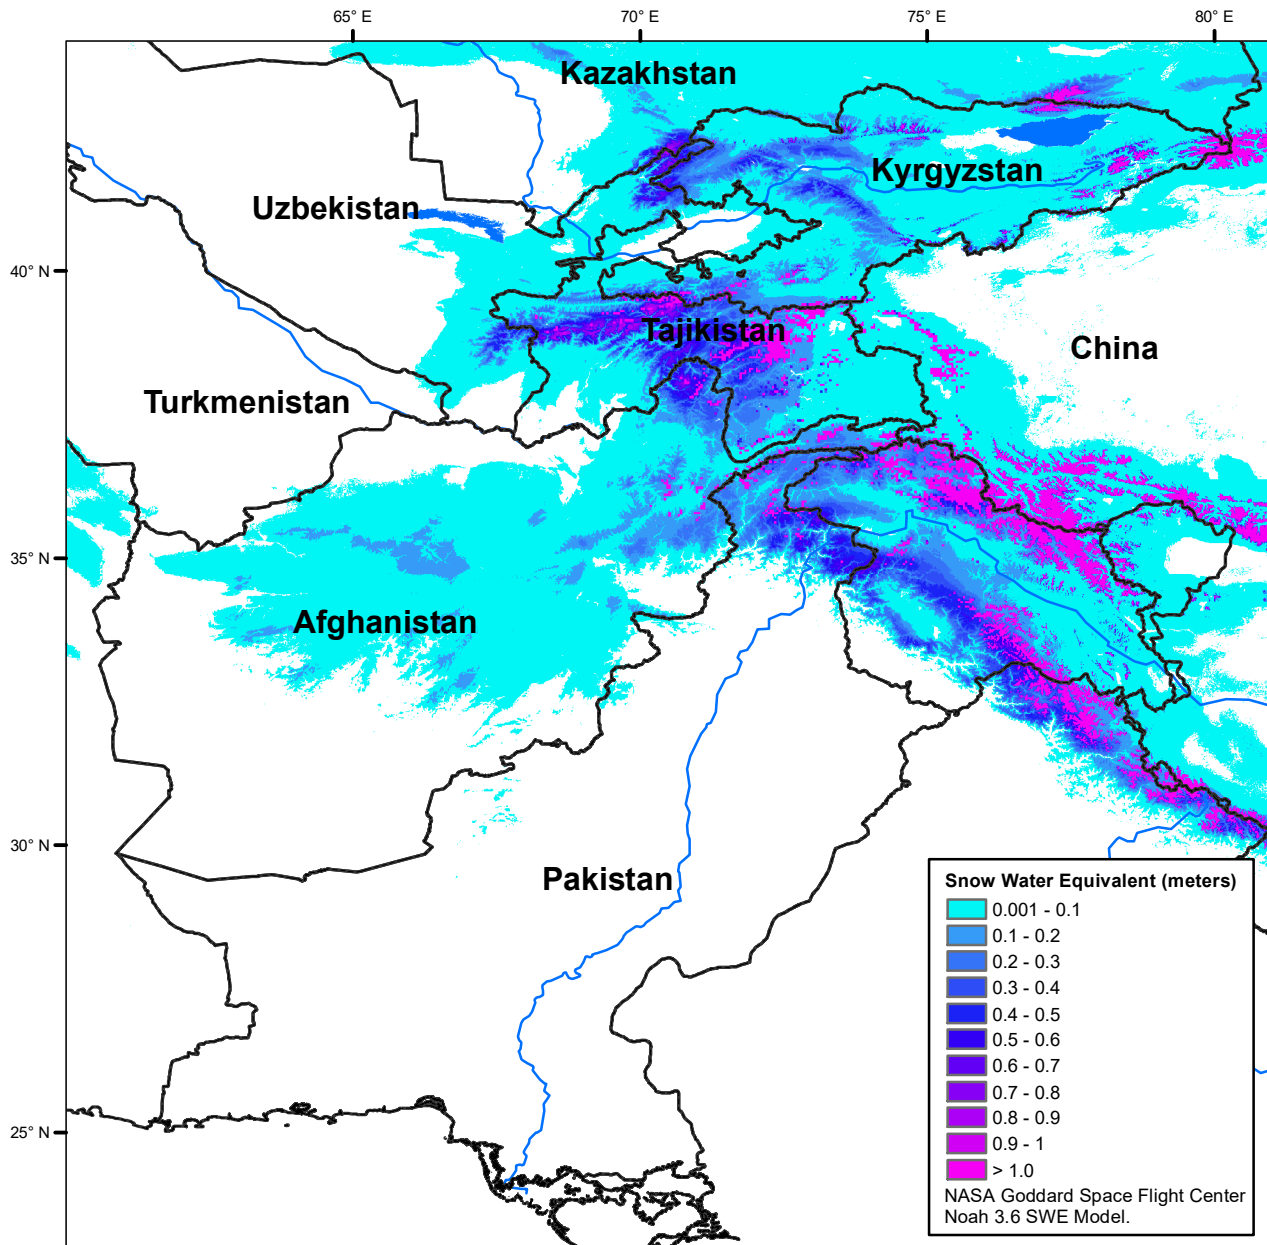 65° E
70° E
75° E
80° E
Kazakhstan
Kyrgyzstan
Uzbekistan
40° N
Tajikistan
China
Turkmenistan
35° N
Afghanistan
30° N
Pakistan
25° N
Snow Water Equivalent (meters)
0.001 - 0.1
0.1 - 0.2
0.2 - 0.3
0.3 - 0.4
0.4 - 0.5
0.5 - 0.6
0.6 - 0.7
0.7 - 0.8
0.8 - 0.9
0.9 - 1
> 1.0
NASA Goddard Space Flight Center
Noah 3.6 SWE Model.